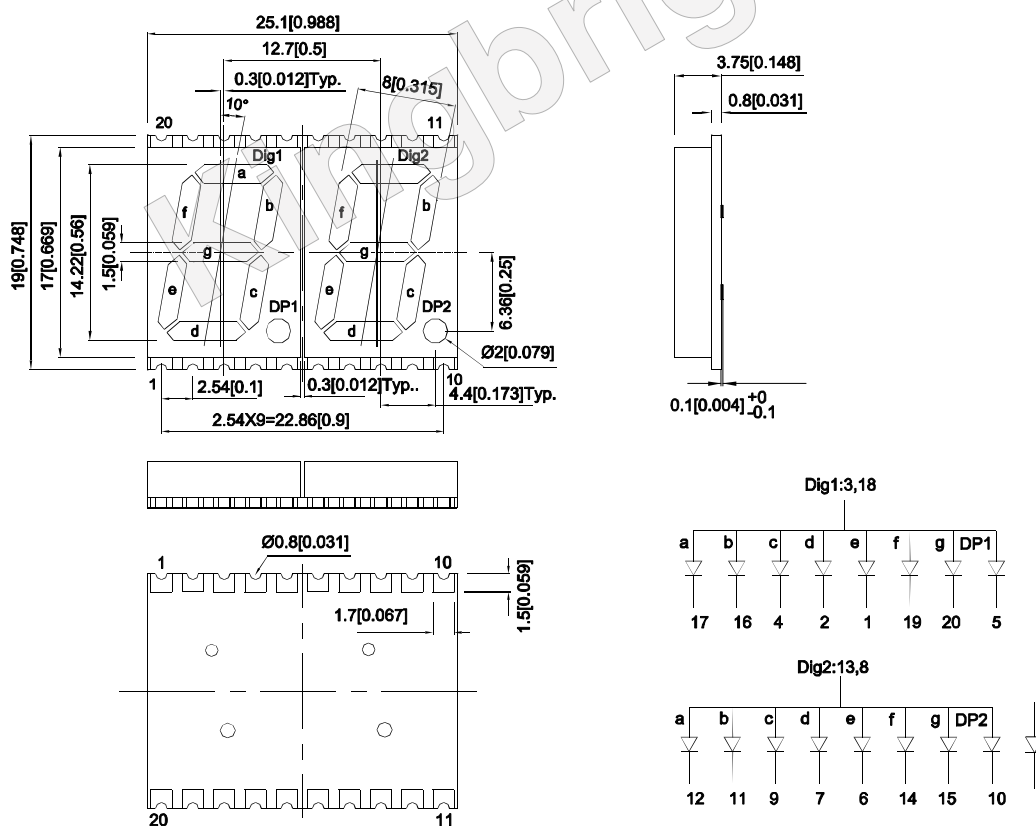 Kingbrig
25.1[0.988]
12.7[0.5]
0.3[0.012]Typ.
8[0.315]
10°
20
11
Dig1
Dig2
a
b
f
g
e
c
d
DP1
f
b
g
e
c
d
DP2
19[0.748]
17[0.669]
14.22[0.56]
1.5[0.059]
6.36[0.25]
Ø2[0.079]
1
10
2.54[0.1]
0.3[0.012]Typ..
4.4[0.173]Typ.
2.54X9=22.86[0.9]
3.75[0.148]
0.8[0.031]
0.1[0.004] +0 -0.1
Ø0.8[0.031]
1
10
1.7[0.067]
1.5[0.059]
20
11
Dig1:3,18
a b c d e f g DP1
17 16 4 2 1 19 20 5
Dig2:13,8
a b c d e f g DP2
12 11 9 7 6 14 15 10